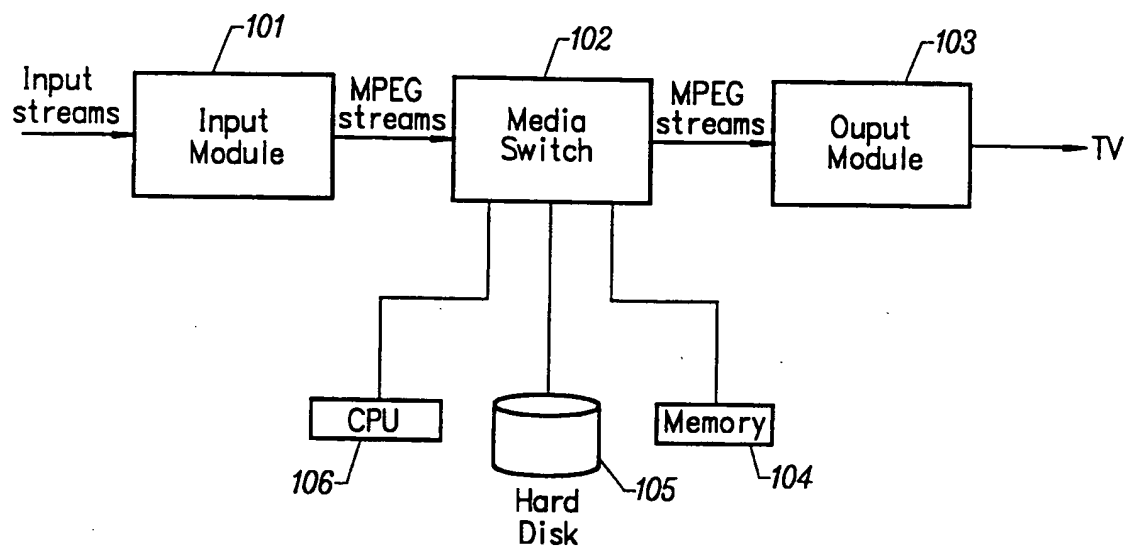 101
102
103
Input
streams
Input
Module
MPEG
streams
Media
Switch
MPEG
streams
Ouput
Module
TV
CPU
106
Hard
Disk
105
Memory
104